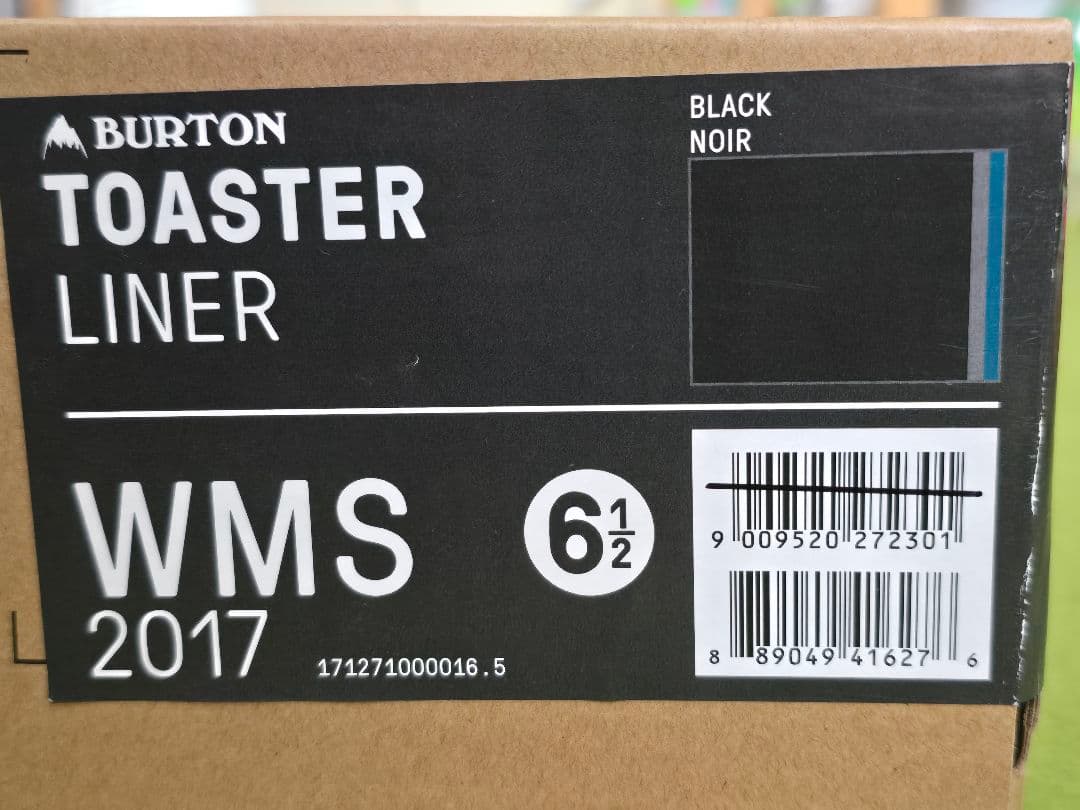 BURTON
TOASTER
LINER
BLACK
NOIR
WMS
6½
2017
171271000016.5
9 009520 272301
8 89049 41627 6